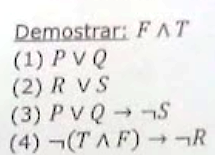 Demostrar: F ∧ T
(1) P ∨ Q
(2) R ∨ S
(3) P ∨ Q → ¬S
(4) ¬(T ∧ F) → ¬R